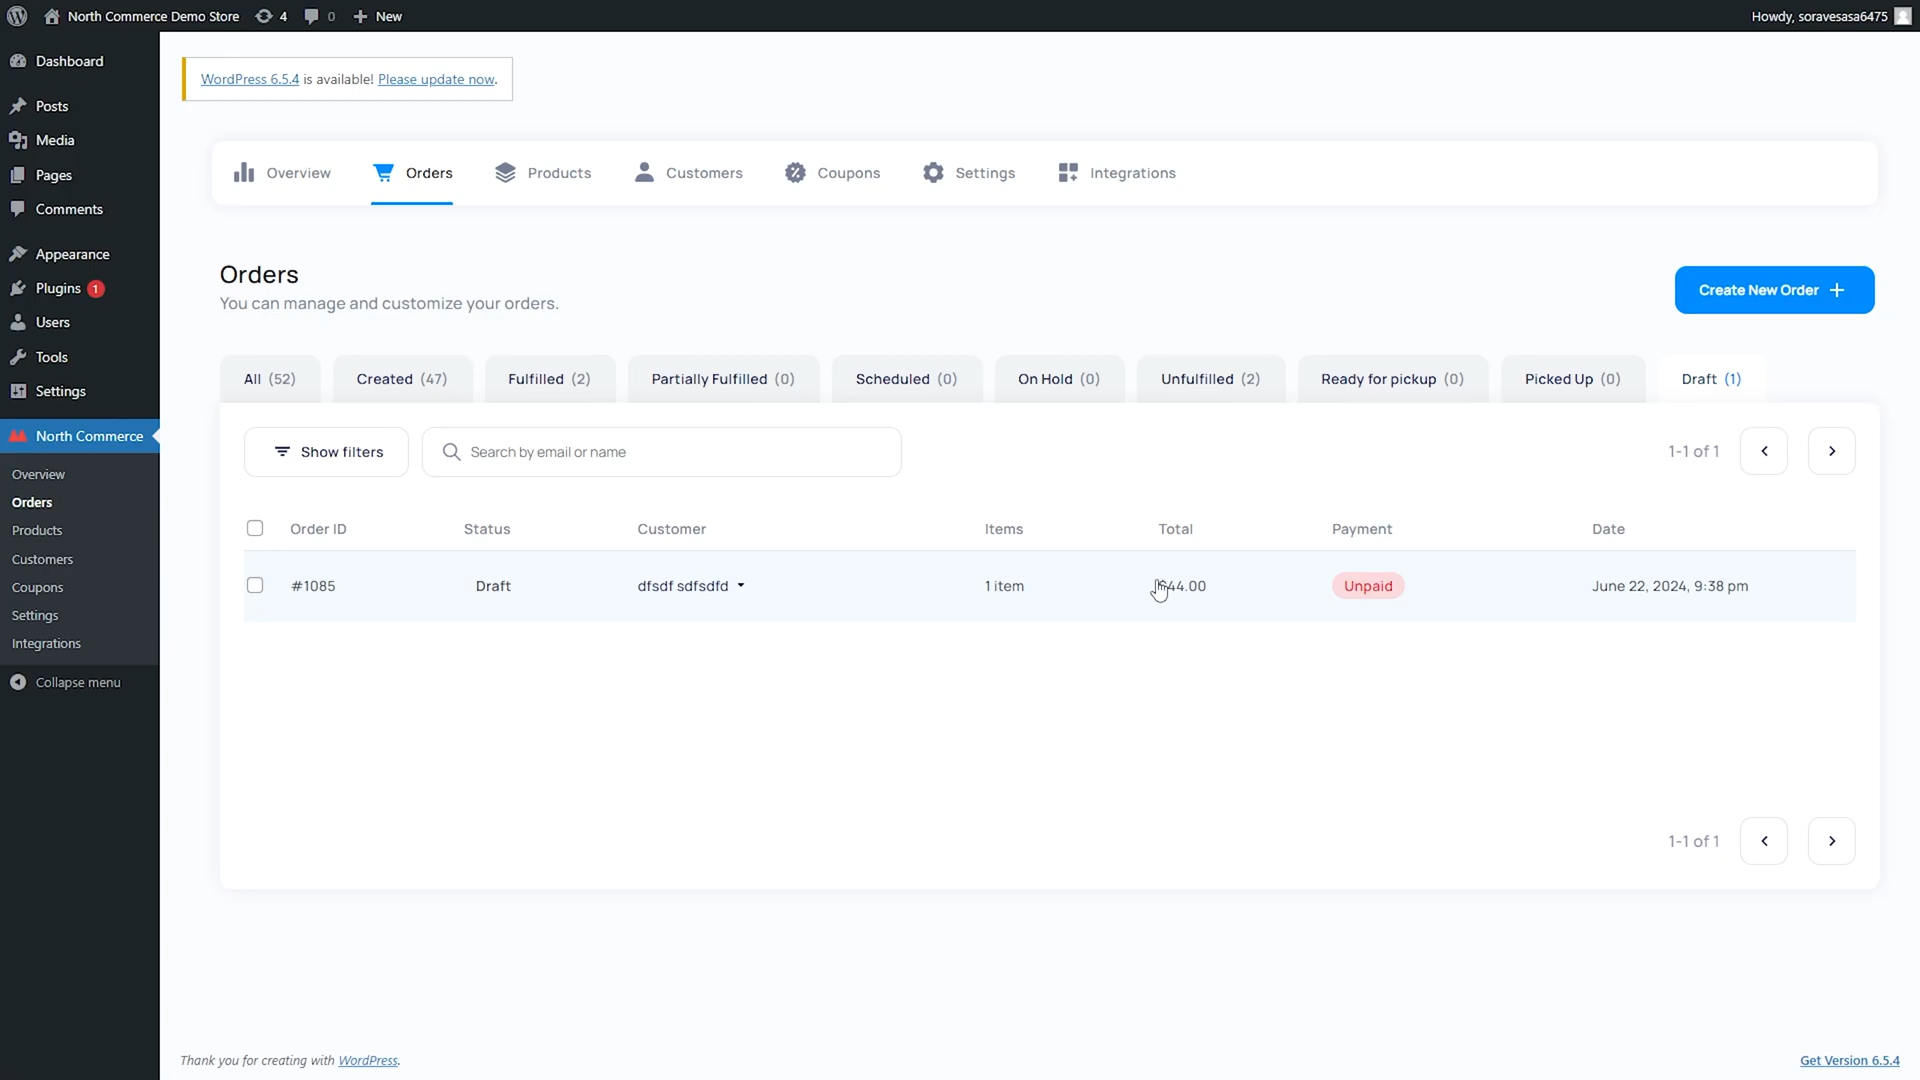 North Commerce Demo Store 4 0 New Howdy, soravesasa6475
Dashboard
Posts
Media
Pages
Comments
Appearance
Plugins 1
Users
Tools
Settings
North Commerce
Overview
Orders
Products
Customers
Coupons
Settings
Integrations
Collapse menu
WordPress 6.5.4 is available! Please update now.
Overview Orders Products Customers Coupons Settings Integrations
Orders
You can manage and customize your orders.
Create New Order +
All (52) Created (47) Fulfilled (2) Partially Fulfilled (0) Scheduled (0) On Hold (0) Unfulfilled (2) Ready for pickup (0) Picked Up (0) Draft (1)
Show filters Search by email or name 1-1 of 1
Order ID Status Customer Items Total Payment Date
#1085 Draft dfsdf sdfsdfd 1 item Unpaid June 22, 2024, 9:38 pm
1-1 of 1
Thank you for creating with WordPress. Get Version 6.5.4